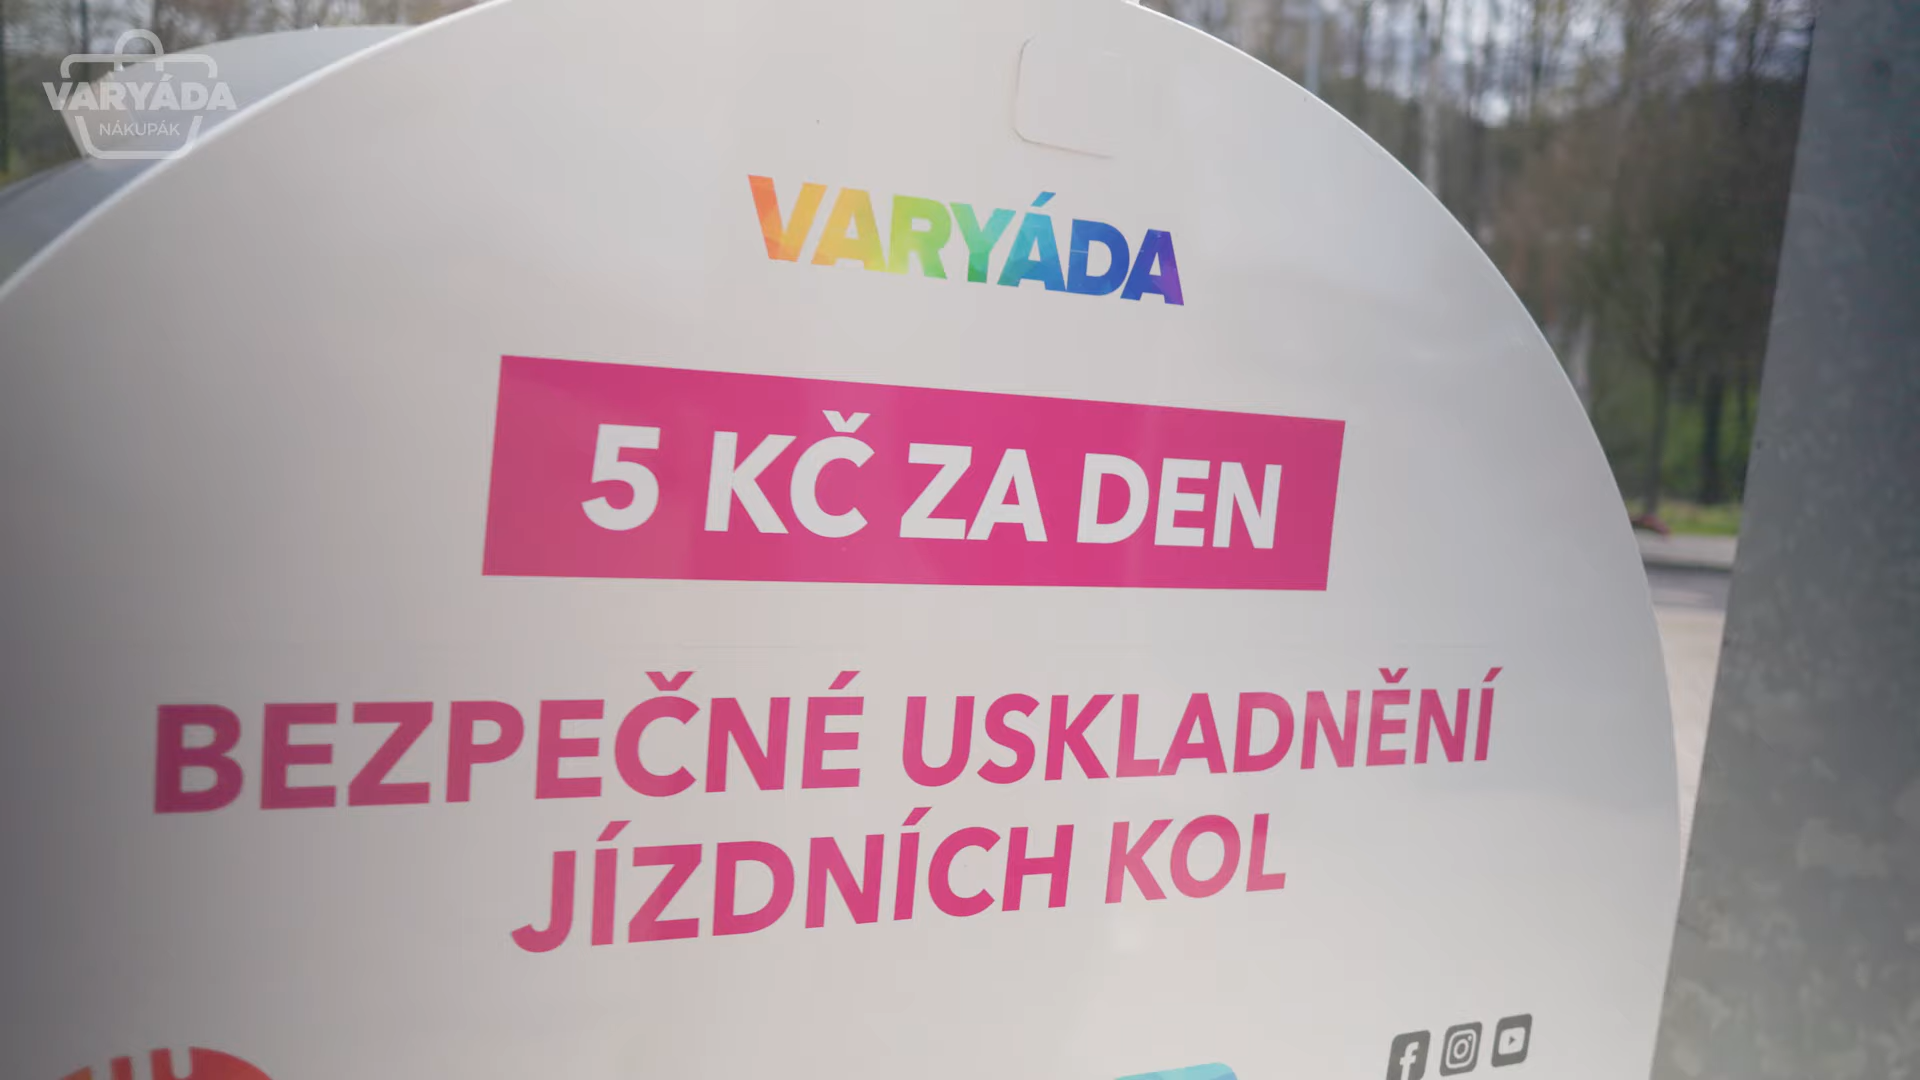 VARYÁDA
NÁKUPÁK
VARYÁDA
5 KČ ZA DEN
BEZPEČNÉ USKLADNĚNÍ
JÍZDNÍCH KOL